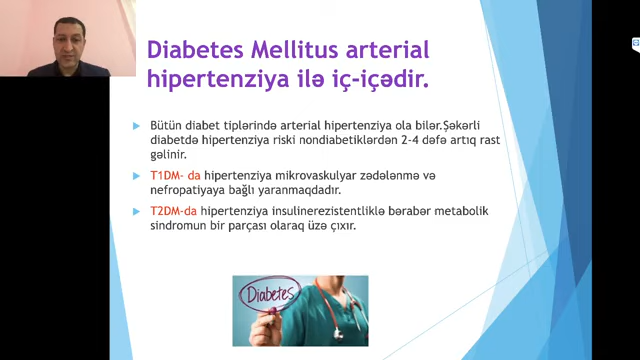 Diabetes Mellitus arterial
hipertenziya ilə iç-içədir.
Bütün diabet tiplərində arterial hipertenziya ola bilər.Şəkərli
diabetdə hipertenziya riski nondiabetiklərdən 2-4 dəfə artıq rast
gəlinir.
T1DM- da hipertenziya mikrovaskulyar zədələnmə və
nefropatiyaya bağlı yaranmaqdadır.
T2DM-da hipertenziya insulinerezistentliklə bərabər metabolik
sindromun bir parçası olaraq üzə çıxır.
Diabetes